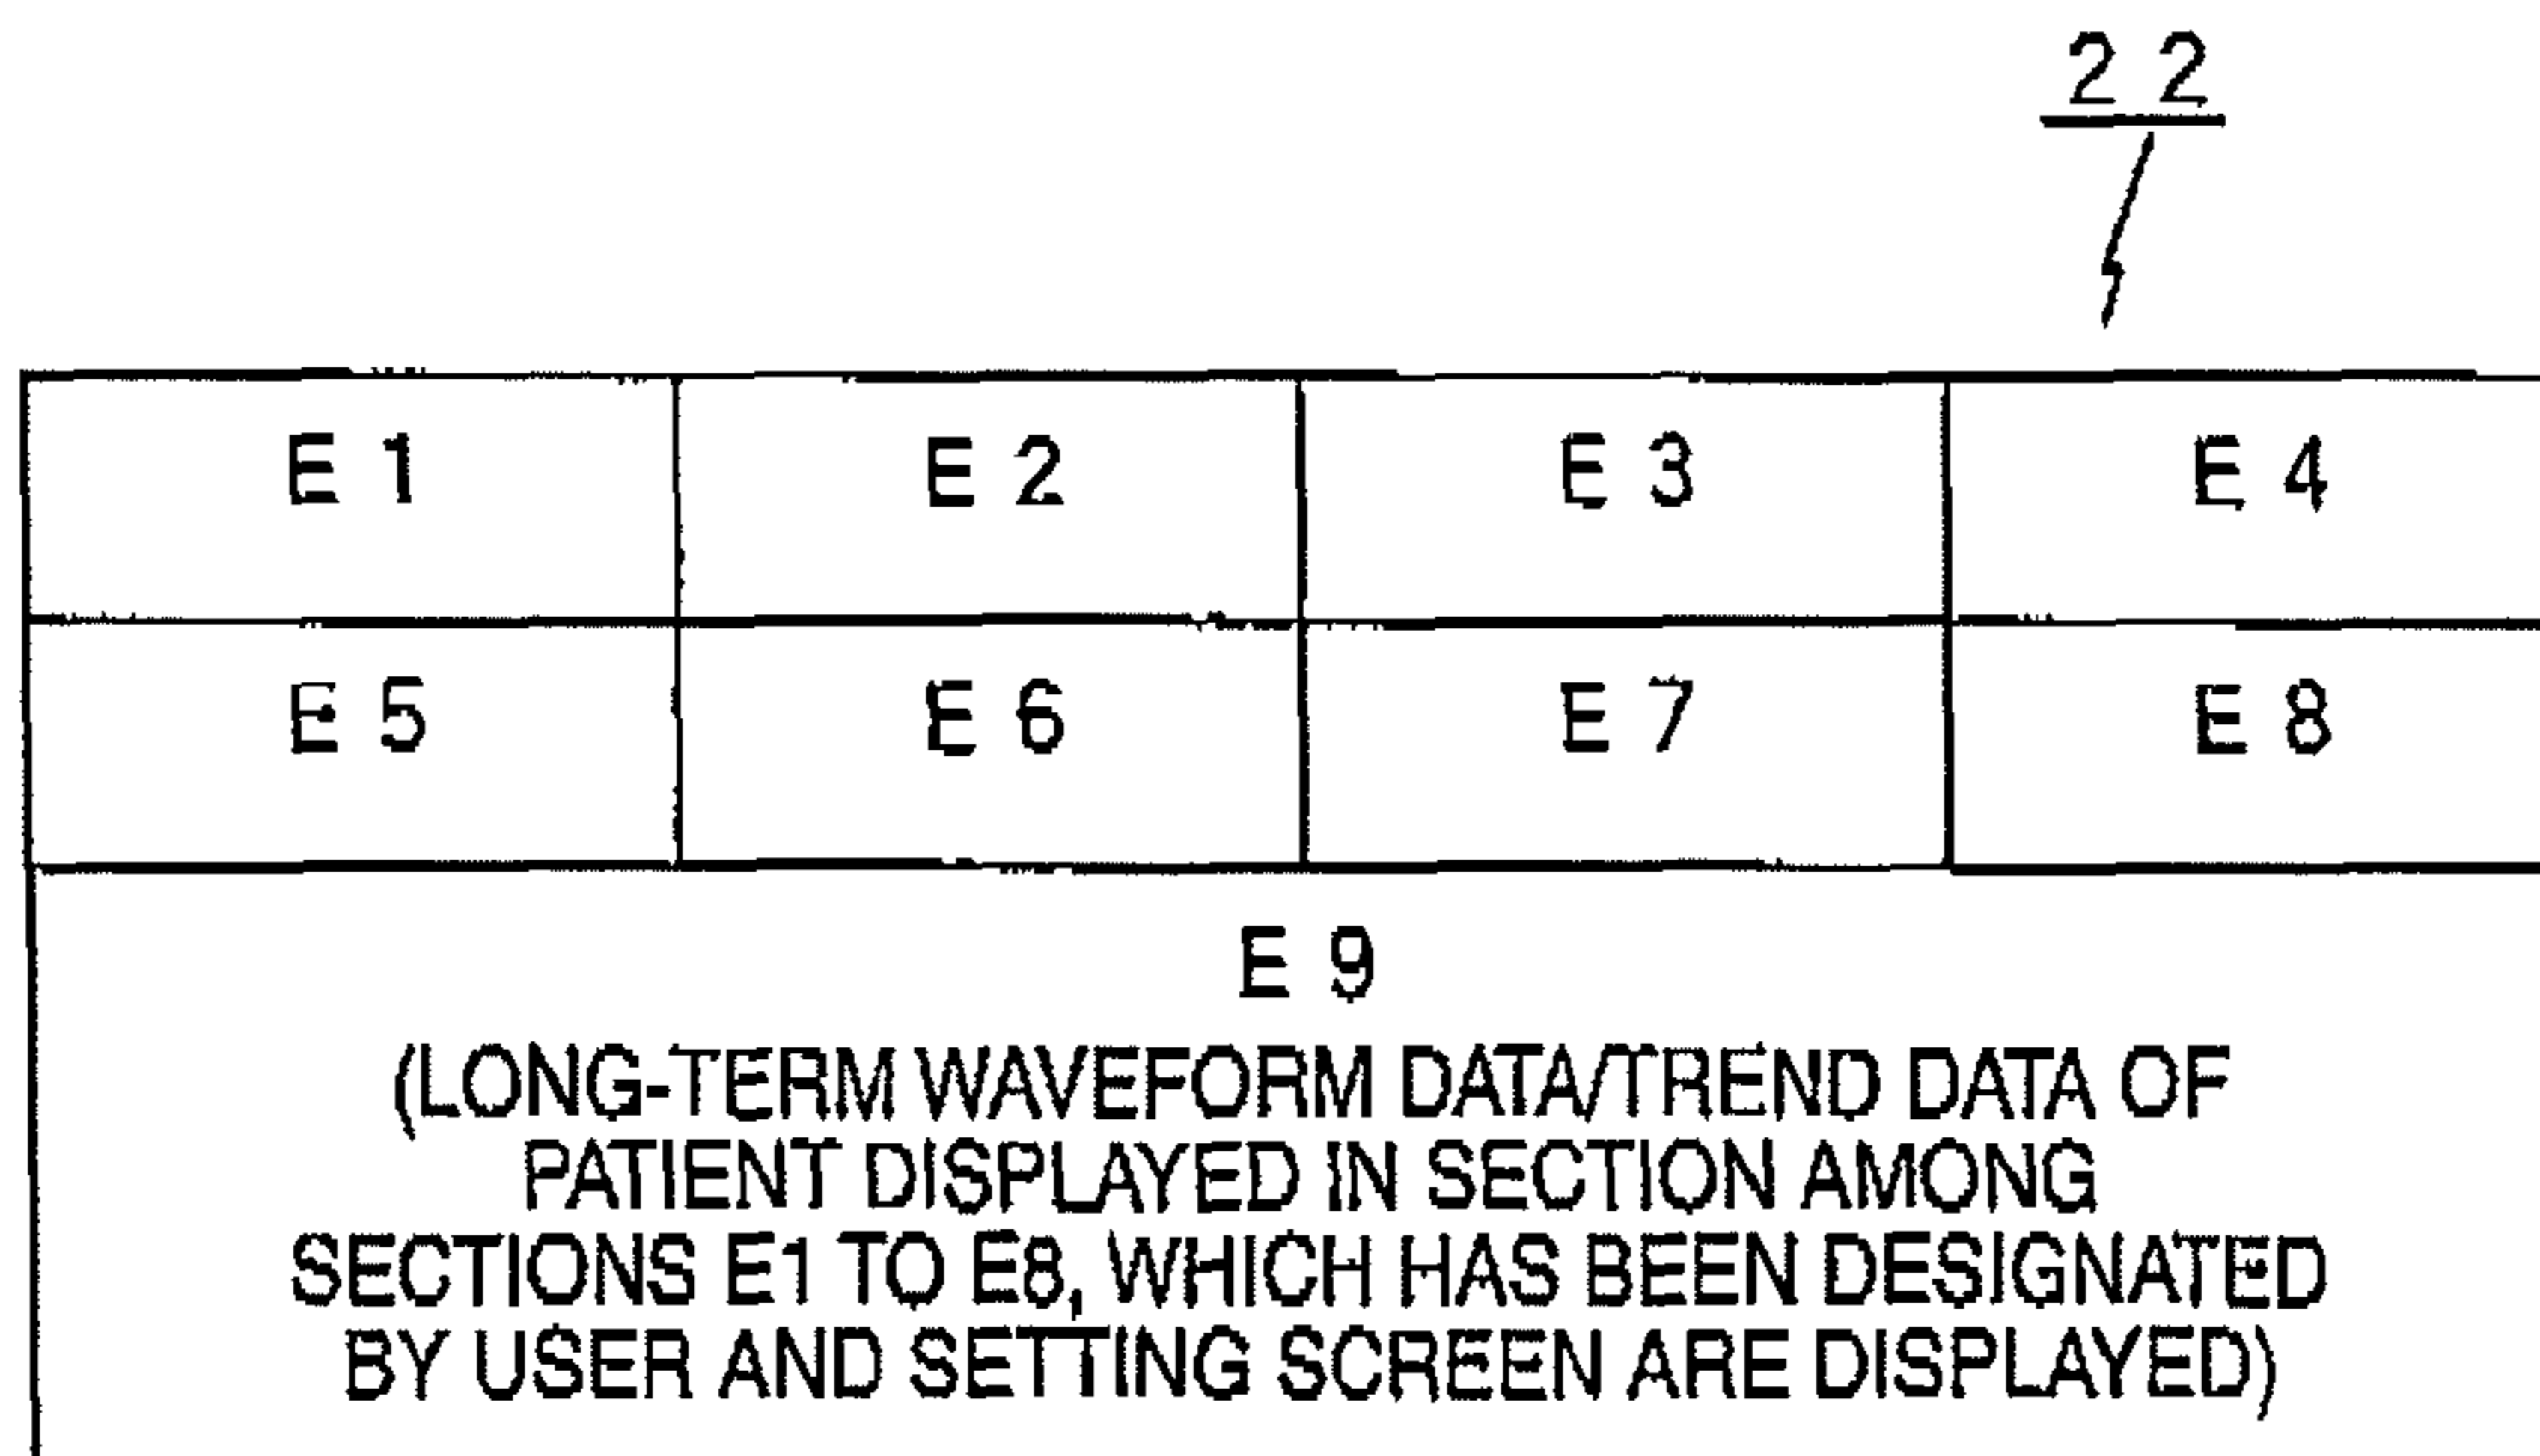 22
E1 E2 E3 E4
E5 E6 E7 E8
E9
(LONG-TERM WAVEFORM DATA/TREND DATA OF
PATIENT DISPLAYED IN SECTION AMONG
SECTIONS E1 TO E8, WHICH HAS BEEN DESIGNATED
BY USER AND SETTING SCREEN ARE DISPLAYED)